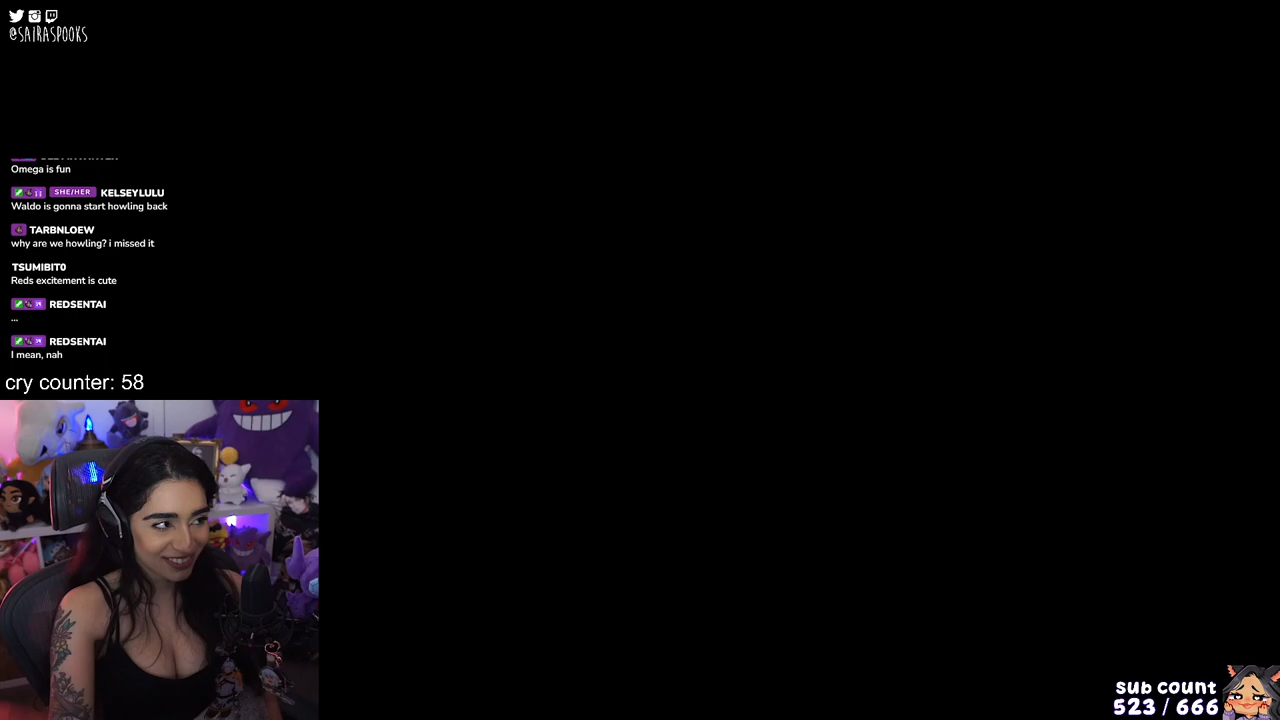 @SAIRASPOOKS
Omega is fun
SHE/HER KELSEYLULU
Waldo is gonna start howling back
TARBNLOEW
why are we howling? i missed it
TSUMIBIT0
Reds excitement is cute
REDSENTAI
...
REDSENTAI
I mean, nah
cry counter: 58
sub count
523 / 666